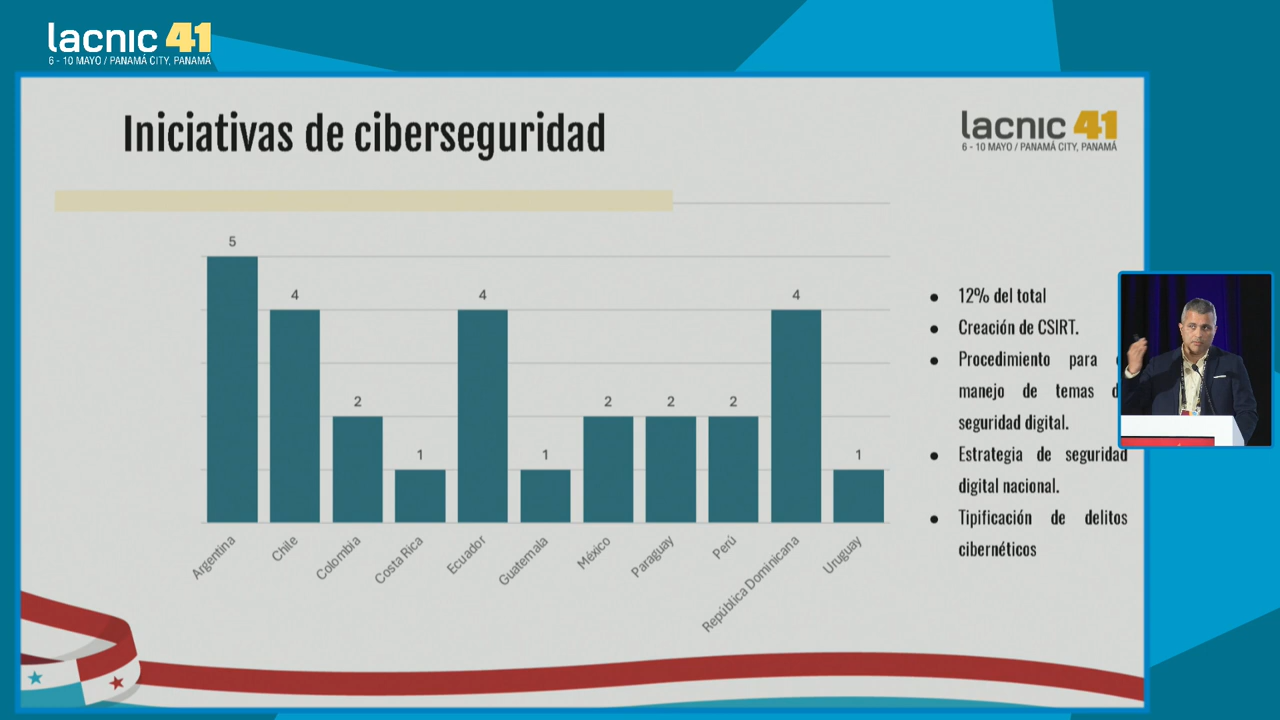 lacnic 41
6 - 10 MAYO / PANAMÁ CITY, PANAMÁ
Iniciativas de ciberseguridad
lacnic 41
6 - 10 MAYO / PANAMÁ CITY, PANAMÁ
5
4
2
1
4
1
2
2
2
4
1
Argentina
Chile
Colombia
Costa Rica
Ecuador
Guatemala
México
Paraguay
Perú
República Dominicana
Uruguay
● 12% del total
● Creación de CSIRT.
● Procedimiento para
manejo de temas
seguridad digital.
● Estrategia de seguridad
digital nacional.
● Tipificación de delitos
cibernéticos